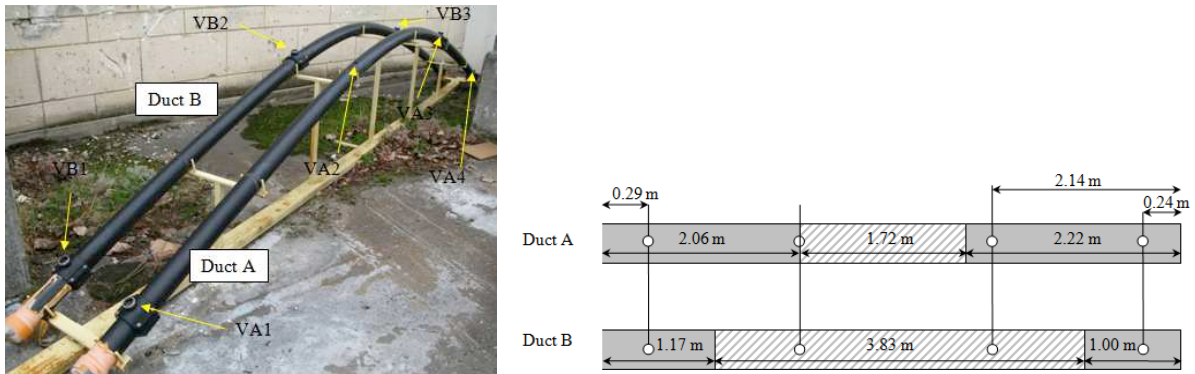 VB2
VB3
Duct B
VA3
VB1
VA2
VA4
Duct A
VA1
2.14 m
0.29 m
0.24 m
Duct A
2.06 m
1.72 m
2.22 m
Duct B
1.17 m
3.83 m
1.00 m